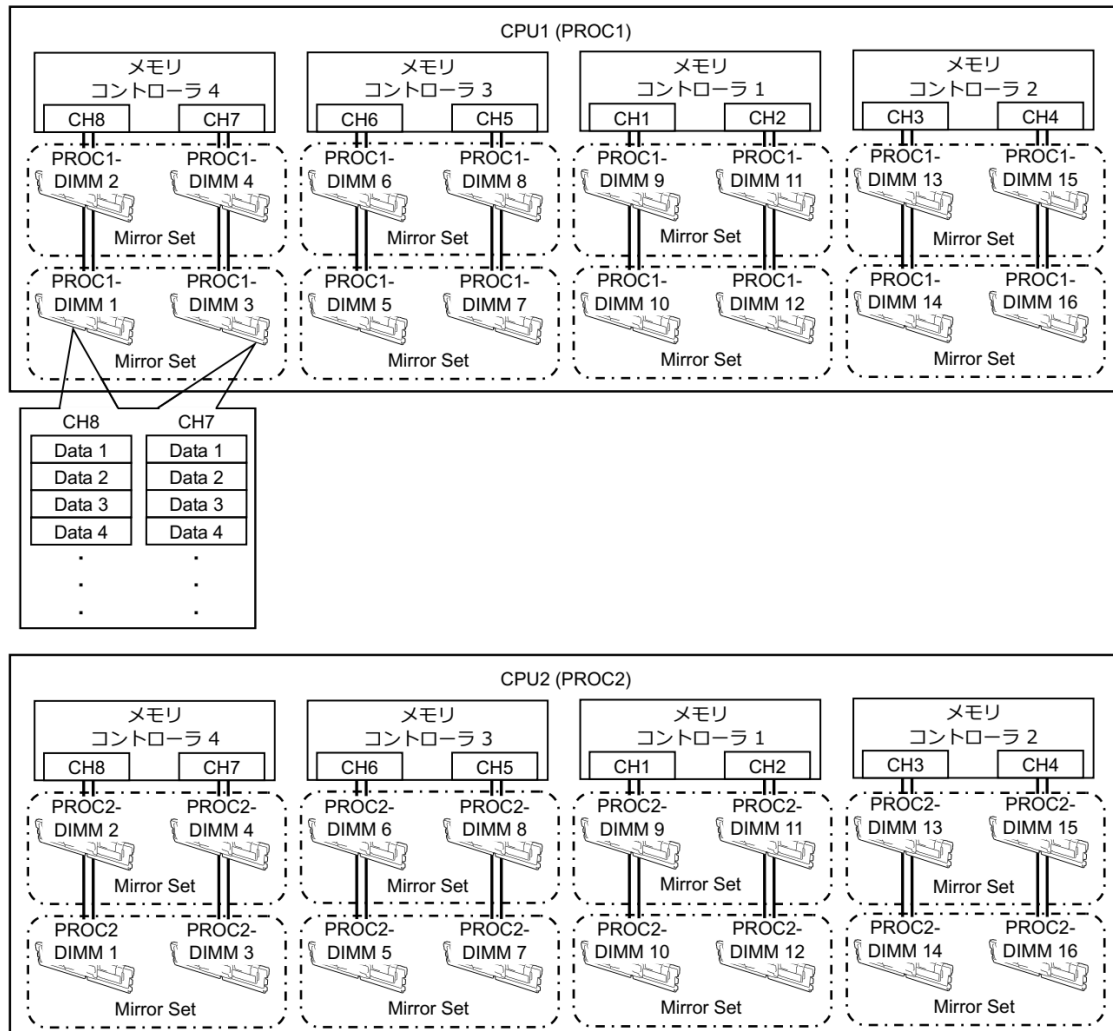 CPU1 (PROC1)
メモリ
コントローラ 4
メモリ
コントローラ 3
メモリ
コントローラ 1
メモリ
コントローラ 2
CH8
CH7
CH6
CH5
CH1
CH2
CH3
CH4
PROC1-
DIMM 2
PROC1-
DIMM 4
PROC1-
DIMM 6
PROC1-
DIMM 8
PROC1-
DIMM 9
PROC1-
DIMM 11
PROC1-
DIMM 13
PROC1-
DIMM 15
Mirror Set
Mirror Set
Mirror Set
Mirror Set
PROC1-
DIMM 1
PROC1-
DIMM 3
PROC1-
DIMM 5
PROC1-
DIMM 7
PROC1-
DIMM 10
PROC1-
DIMM 12
PROC1-
DIMM 14
PROC1-
DIMM 16
Mirror Set
Mirror Set
Mirror Set
Mirror Set
CH8
CH7
Data 1
Data 1
Data 2
Data 2
Data 3
Data 3
Data 4
Data 4
CPU2 (PROC2)
メモリ
コントローラ 4
メモリ
コントローラ 3
メモリ
コントローラ 1
メモリ
コントローラ 2
CH8
CH7
CH6
CH5
CH1
CH2
CH3
CH4
PROC2-
DIMM 2
PROC2-
DIMM 4
PROC2-
DIMM 6
PROC2-
DIMM 8
PROC2-
DIMM 9
PROC2-
DIMM 11
PROC2-
DIMM 13
PROC2-
DIMM 15
Mirror Set
Mirror Set
Mirror Set
Mirror Set
PROC2
DIMM 1
PROC2-
DIMM 3
PROC2-
DIMM 5
PROC2-
DIMM 7
PROC2-
DIMM 10
PROC2-
DIMM 12
PROC2-
DIMM 14
PROC2-
DIMM 16
Mirror Set
Mirror Set
Mirror Set
Mirror Set